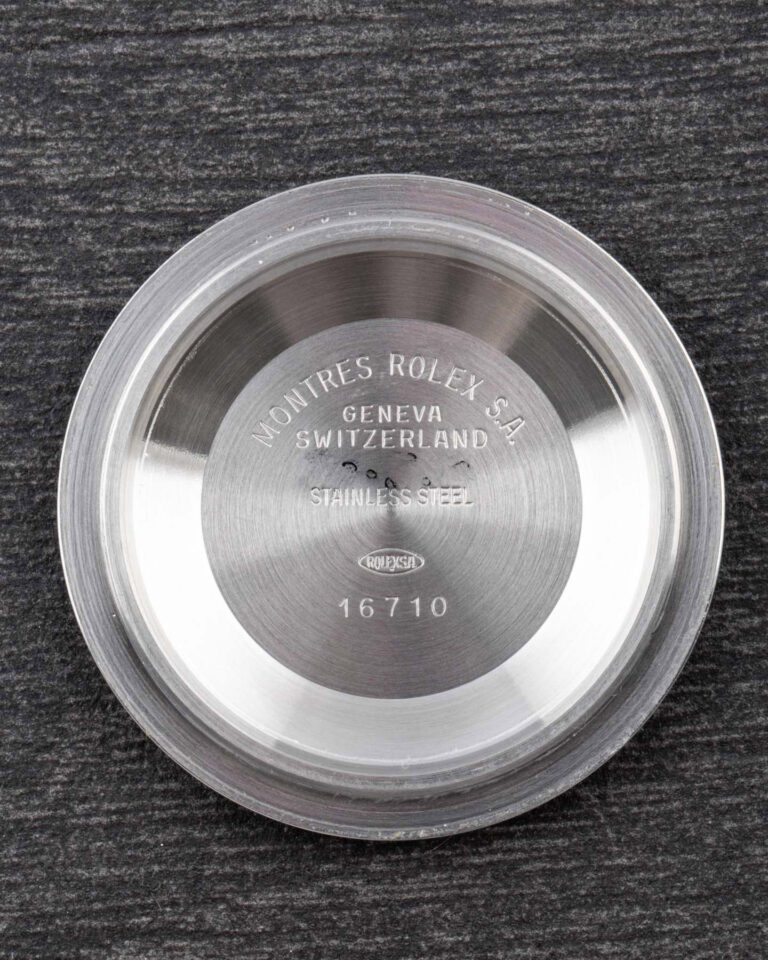 MONTRES ROLEX S.A.
GENEVA
SWITZERLAND
STAINLESS STEEL
ROLEXSA
16710